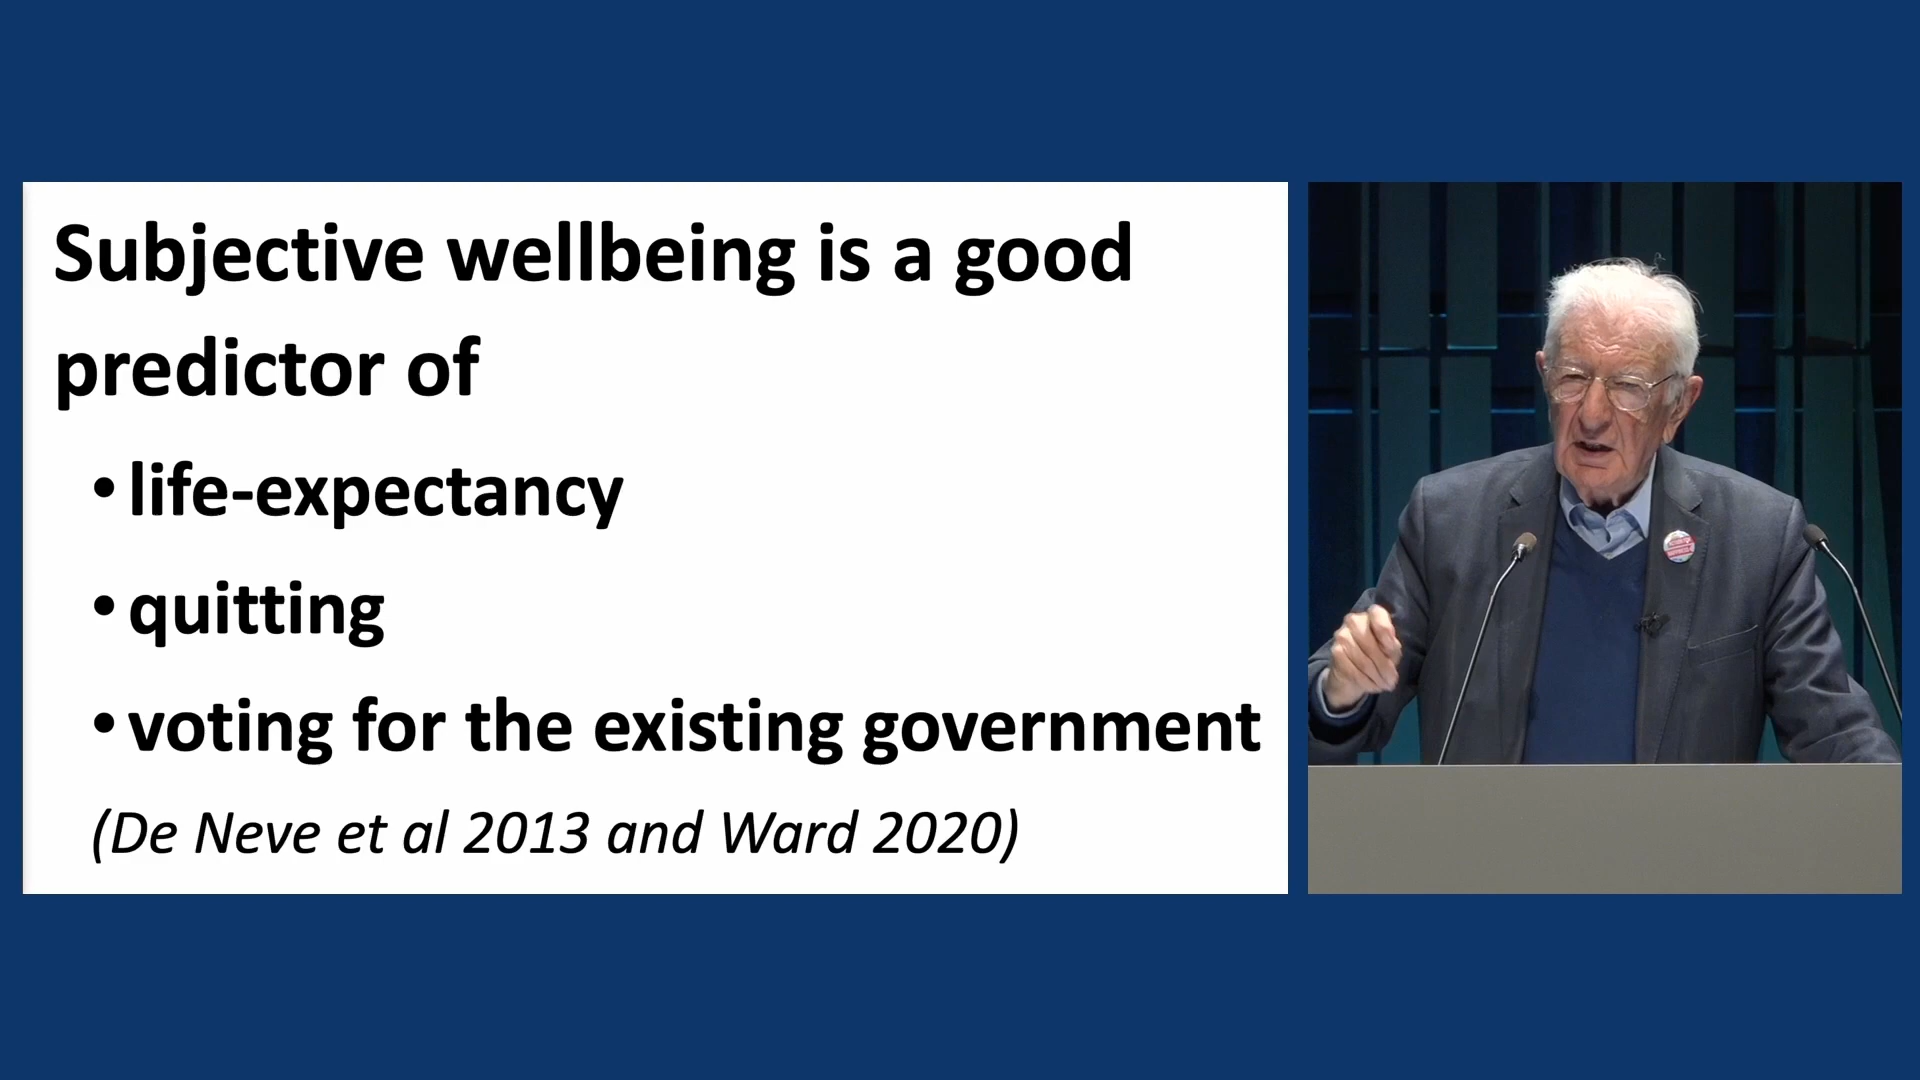 Subjective wellbeing is a good
predictor of
• life-expectancy
• quitting
• voting for the existing government
(De Neve et al 2013 and Ward 2020)